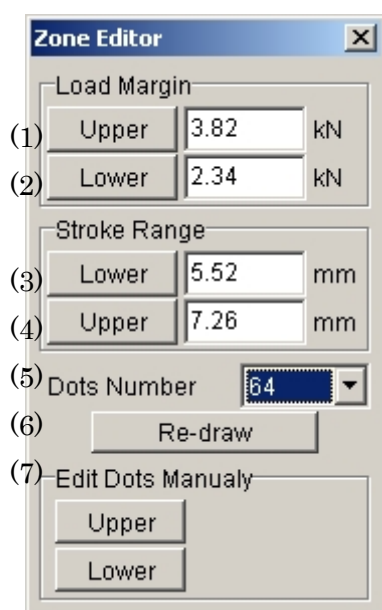 Zone Editor
Load Margin
(1) Upper 3.82 kN
(2) Lower 2.34 kN
Stroke Range
(3) Lower 5.52 mm
(4) Upper 7.26 mm
(5) Dots Number 64
(6) Re-draw
(7) Edit Dots Manualy
Upper
Lower